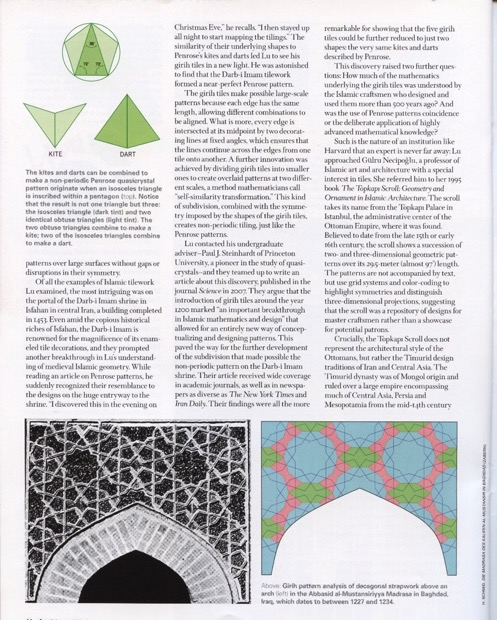 36°
72° 72°
KITE
DART
The kites and darts can be combined to
make a non-periodic Penrose quasicrystal
pattern originate when an isosceles triangle
is inscribed within a pentagon (top). Notice
that the result is not one triangle but three:
the isosceles triangle (dark tint) and two
identical obtuse triangles (light tint). The
two obtuse triangles combine to make a
kite; two of the isosceles triangles combine
to make a dart.
patterns over large surfaces without gaps or
disruptions in their symmetry.
Of all the examples of Islamic tilework
Lu examined, the most intriguing was on
the portal of the Darb-i Imam shrine in
Isfahan in central Iran, a building completed
in 1453. Even amid the copious historical
riches of Isfahan, the Darb-i Imam is
renowned for the magnificence of its enam-
eled tile decorations, and they prompted
another breakthrough in Lu's understand-
ing of medieval Islamic geometry. While
reading an article on Penrose patterns, he
suddenly recognized their resemblance to
the designs on the huge entryway to the
shrine. "I discovered this in the evening on
Christmas Eve," he recalls. "I then stayed up
all night to start mapping the tilings." The
similarity of their underlying shapes to
Penrose's kites and darts led Lu to see his
girih tiles in a new light. He was astonished
to find that the Darb-i Imam tilework
formed a near-perfect Penrose pattern.
The girih tiles make possible large-scale
patterns because each edge has the same
length, allowing different combinations to
be aligned. What is more, every edge is
intersected at its midpoint by two decorat-
ing lines at fixed angles, which ensures that
the lines continue across the edges from one
tile onto another. A further innovation was
achieved by dividing girih tiles into smaller
ones to create overlaid patterns at two differ-
ent scales, a method mathematicians call
"self-similarity transformation." This kind
of subdivision, combined with the symme-
try imposed by the shapes of the girih tiles,
creates non-periodic tiling, just like the
Penrose patterns.
Lu contacted his undergraduate
adviser–Paul J. Steinhardt of Princeton
University, a pioneer in the study of quasi-
crystals–and they teamed up to write an
article about this discovery, published in the
journal Science in 2007. They argue that the
introduction of girih tiles around the year
1200 marked "an important breakthrough
in Islamic mathematics and design" that
allowed for an entirely new way of concep-
tualizing and designing patterns. This
paved the way for the further development
of the subdivision that made possible the
non-periodic pattern on the Darb-i Imam
shrine. Their article received wide coverage
in academic journals, as well as in newspa-
pers as diverse as The New York Times and
Iran Daily. Their findings were all the more
remarkable for showing that the five girih
tiles could be further reduced to just two
shapes: the very same kites and darts
described by Penrose.
This discovery raised two further ques-
tions: How much of the mathematics
underlying the girih tiles was understood by
the Islamic craftsmen who designed and
used them more than 500 years ago? And
was the use of Penrose patterns coincidence
or the deliberate application of highly
advanced mathematical knowledge?
Such is the nature of an institution like
Harvard that an expert is never far away: Lu
approached Gülru Necipoğlu, a professor of
Islamic art and architecture with a special
interest in tiles. She referred him to her 1995
book The Topkapı Scroll: Geometry and
Ornament in Islamic Architecture. The scroll
takes its name from the Topkapı Palace in
Istanbul, the administrative center of the
Ottoman Empire, where it was found.
Believed to date from the late 15th or early
16th century, the scroll shows a succession of
two- and three-dimensional geometric pat-
terns over its 29.5-meter (almost 97') length.
The patterns are not accompanied by text,
but use grid systems and color-coding to
highlight symmetries and distinguish
three-dimensional projections, suggesting
that the scroll was a repository of designs for
master craftsmen rather than a showcase
for potential patrons.
Crucially, the Topkapı Scroll does not
represent the architectural style of the
Ottomans, but rather the Timurid design
traditions of Iran and Central Asia. The
Timurid dynasty was of Mongol origin and
ruled over a large empire encompassing
much of Central Asia, Persia and
Mesopotamia from the mid-14th century
Above: Girih pattern analysis of decagonal strapwork above an
arch (left) in the Abbasid al-Mustansiriyya Madrasa in Baghdad,
Iraq, which dates to between 1227 and 1234.